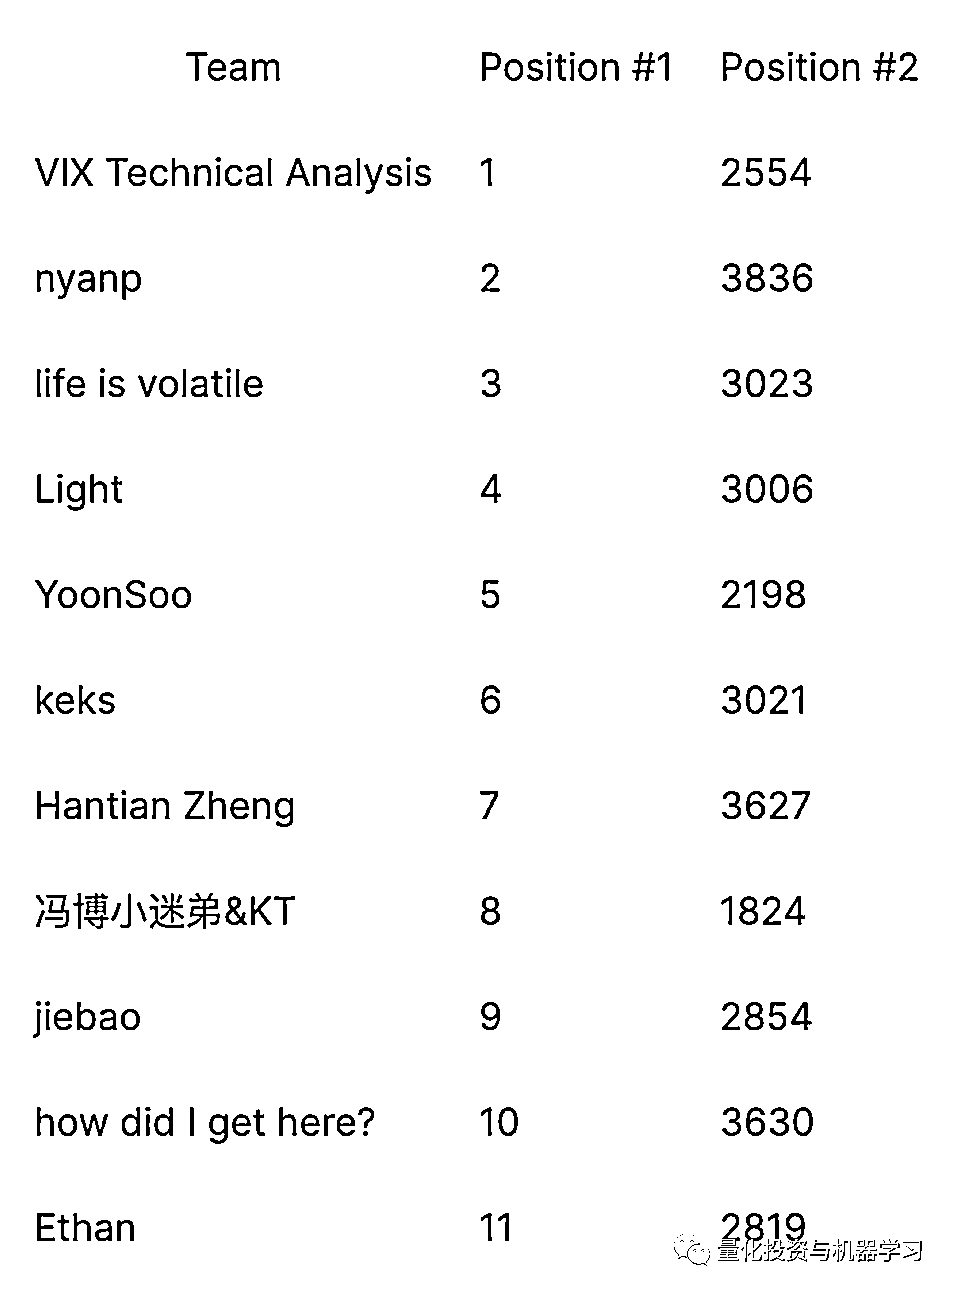 Team Position #1 Position #2
VIX Technical Analysis 1 2554
nyanp 2 3836
life is volatile 3 3023
Light 4 3006
YoonSoo 5 2198
keks 6 3021
Hantian Zheng 7 3627
冯博小迷弟&KT 8 1824
jiebao 9 2854
how did I get here? 10 3630
Ethan 11 2819
量化投资与机器学习